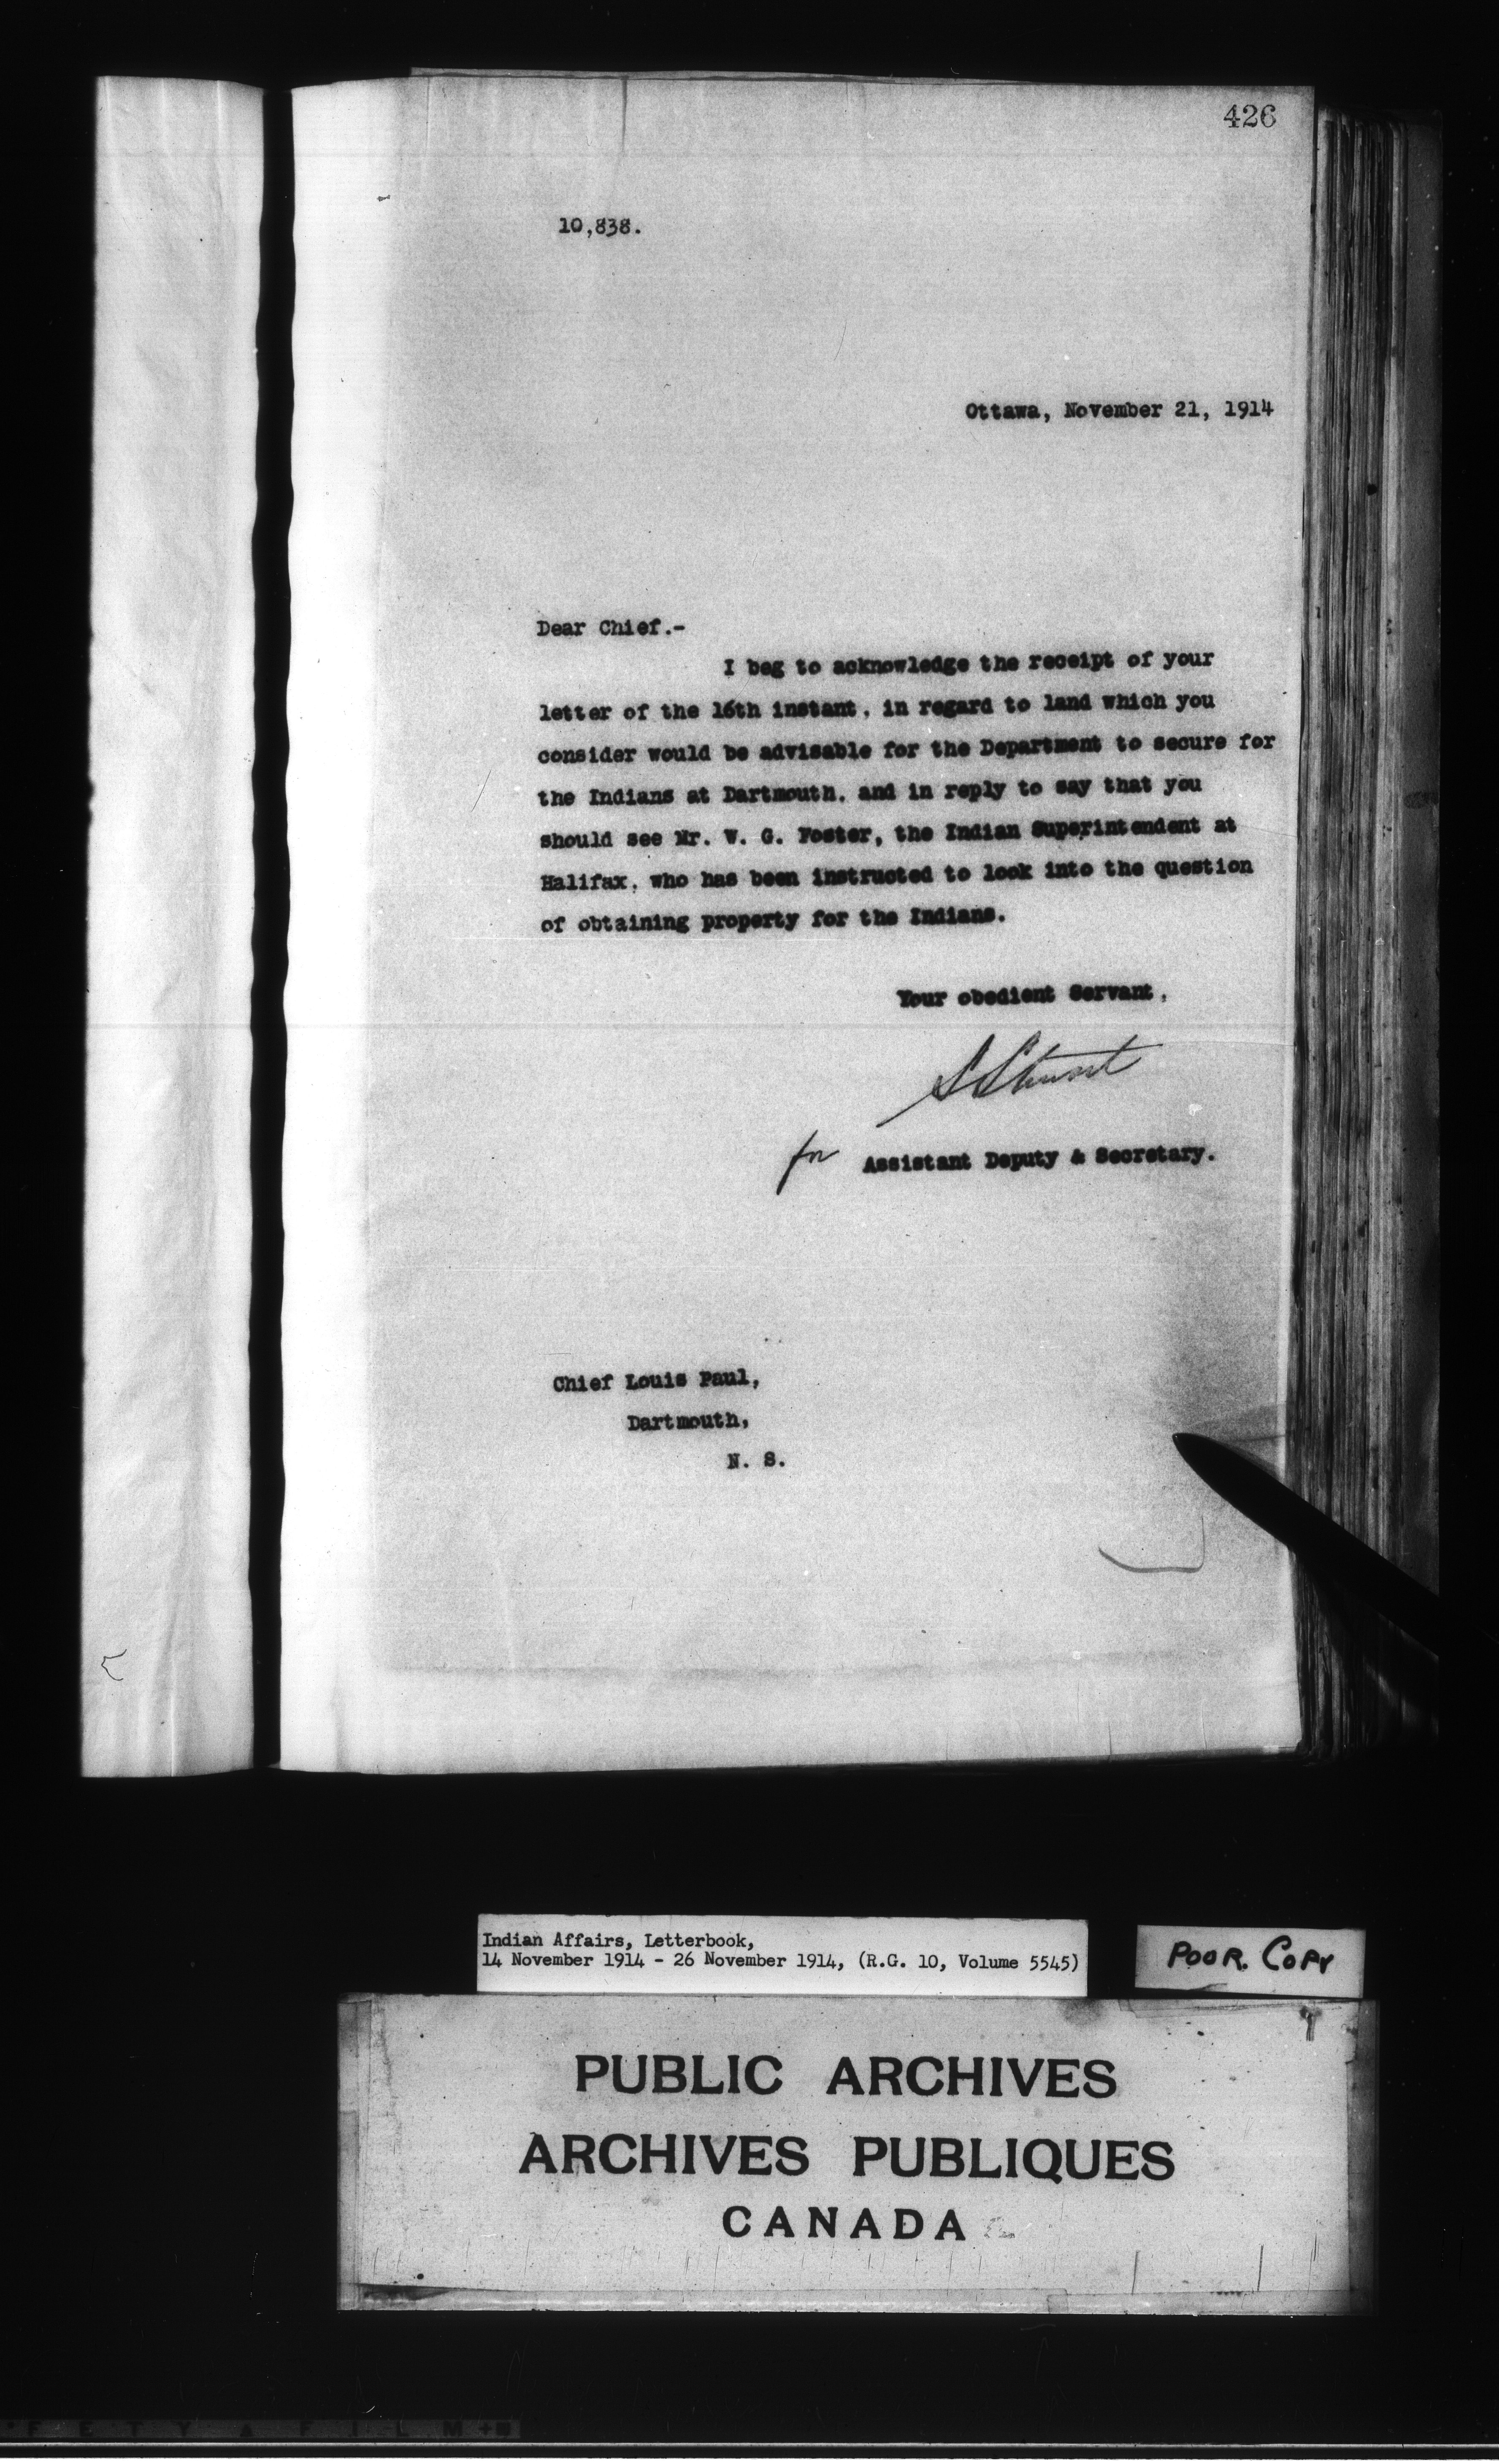 426
10,838.
Ottawa, November 21, 1914
Dear Chief.-
I beg to acknowledge the receipt of your
letter of the 16th instant, in regard to land which you
consider would be advisable for the Department to secure for
the Indians at Dartmouth, and in reply to say that you
should see Mr. W. G. Foster, the Indian Superintendent at
Halifax, who has been instructed to look into the question
of obtaining property for the Indians.
Your obedient Servant,
S Stewart
for Assistant Deputy & Secretary.
Chief Louis Paul,
Dartmouth,
N. S.
Indian Affairs, Letterbook,
14 November 1914 - 26 November 1914, (R.G. 10, Volume 5545)
POOR. COPY
PUBLIC ARCHIVES
ARCHIVES PUBLIQUES
CANADA
FETY FILM